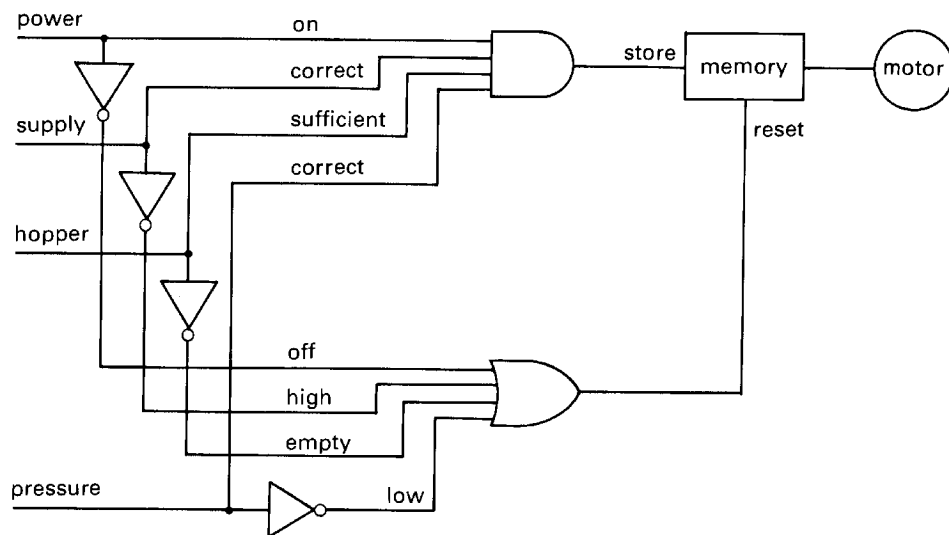 power
on
store
memory
motor
correct
supply
sufficient
reset
correct
hopper
off
high
empty
pressure
low